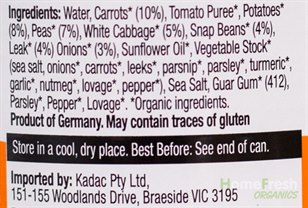 Ingredients: Water, Carrots* (10%), Tomato Puree*, Potatoes*
(8%), Peas* (7%), White Cabbage* (5%), Snap Beans* (4%),
Leak* (4%) Onions* (3%), Sunflower Oil*, Vegetable Stock*
(sea salt, onions*, carrots*, leeks*, parsnip*, parsley*, turmeric*,
garlic*, nutmeg*, lovage*, pepper*), Sea Salt, Guar Gum* (412),
Parsley*, Pepper*, Lovage*. *Organic ingredients.
Product of Germany. May contain traces of gluten
Store in a cool, dry place. Best Before: See end of can.
Imported by: Kadac Pty Ltd,
151-155 Woodlands Drive, Braeside VIC 3195
HomeFresh
ORGANICS